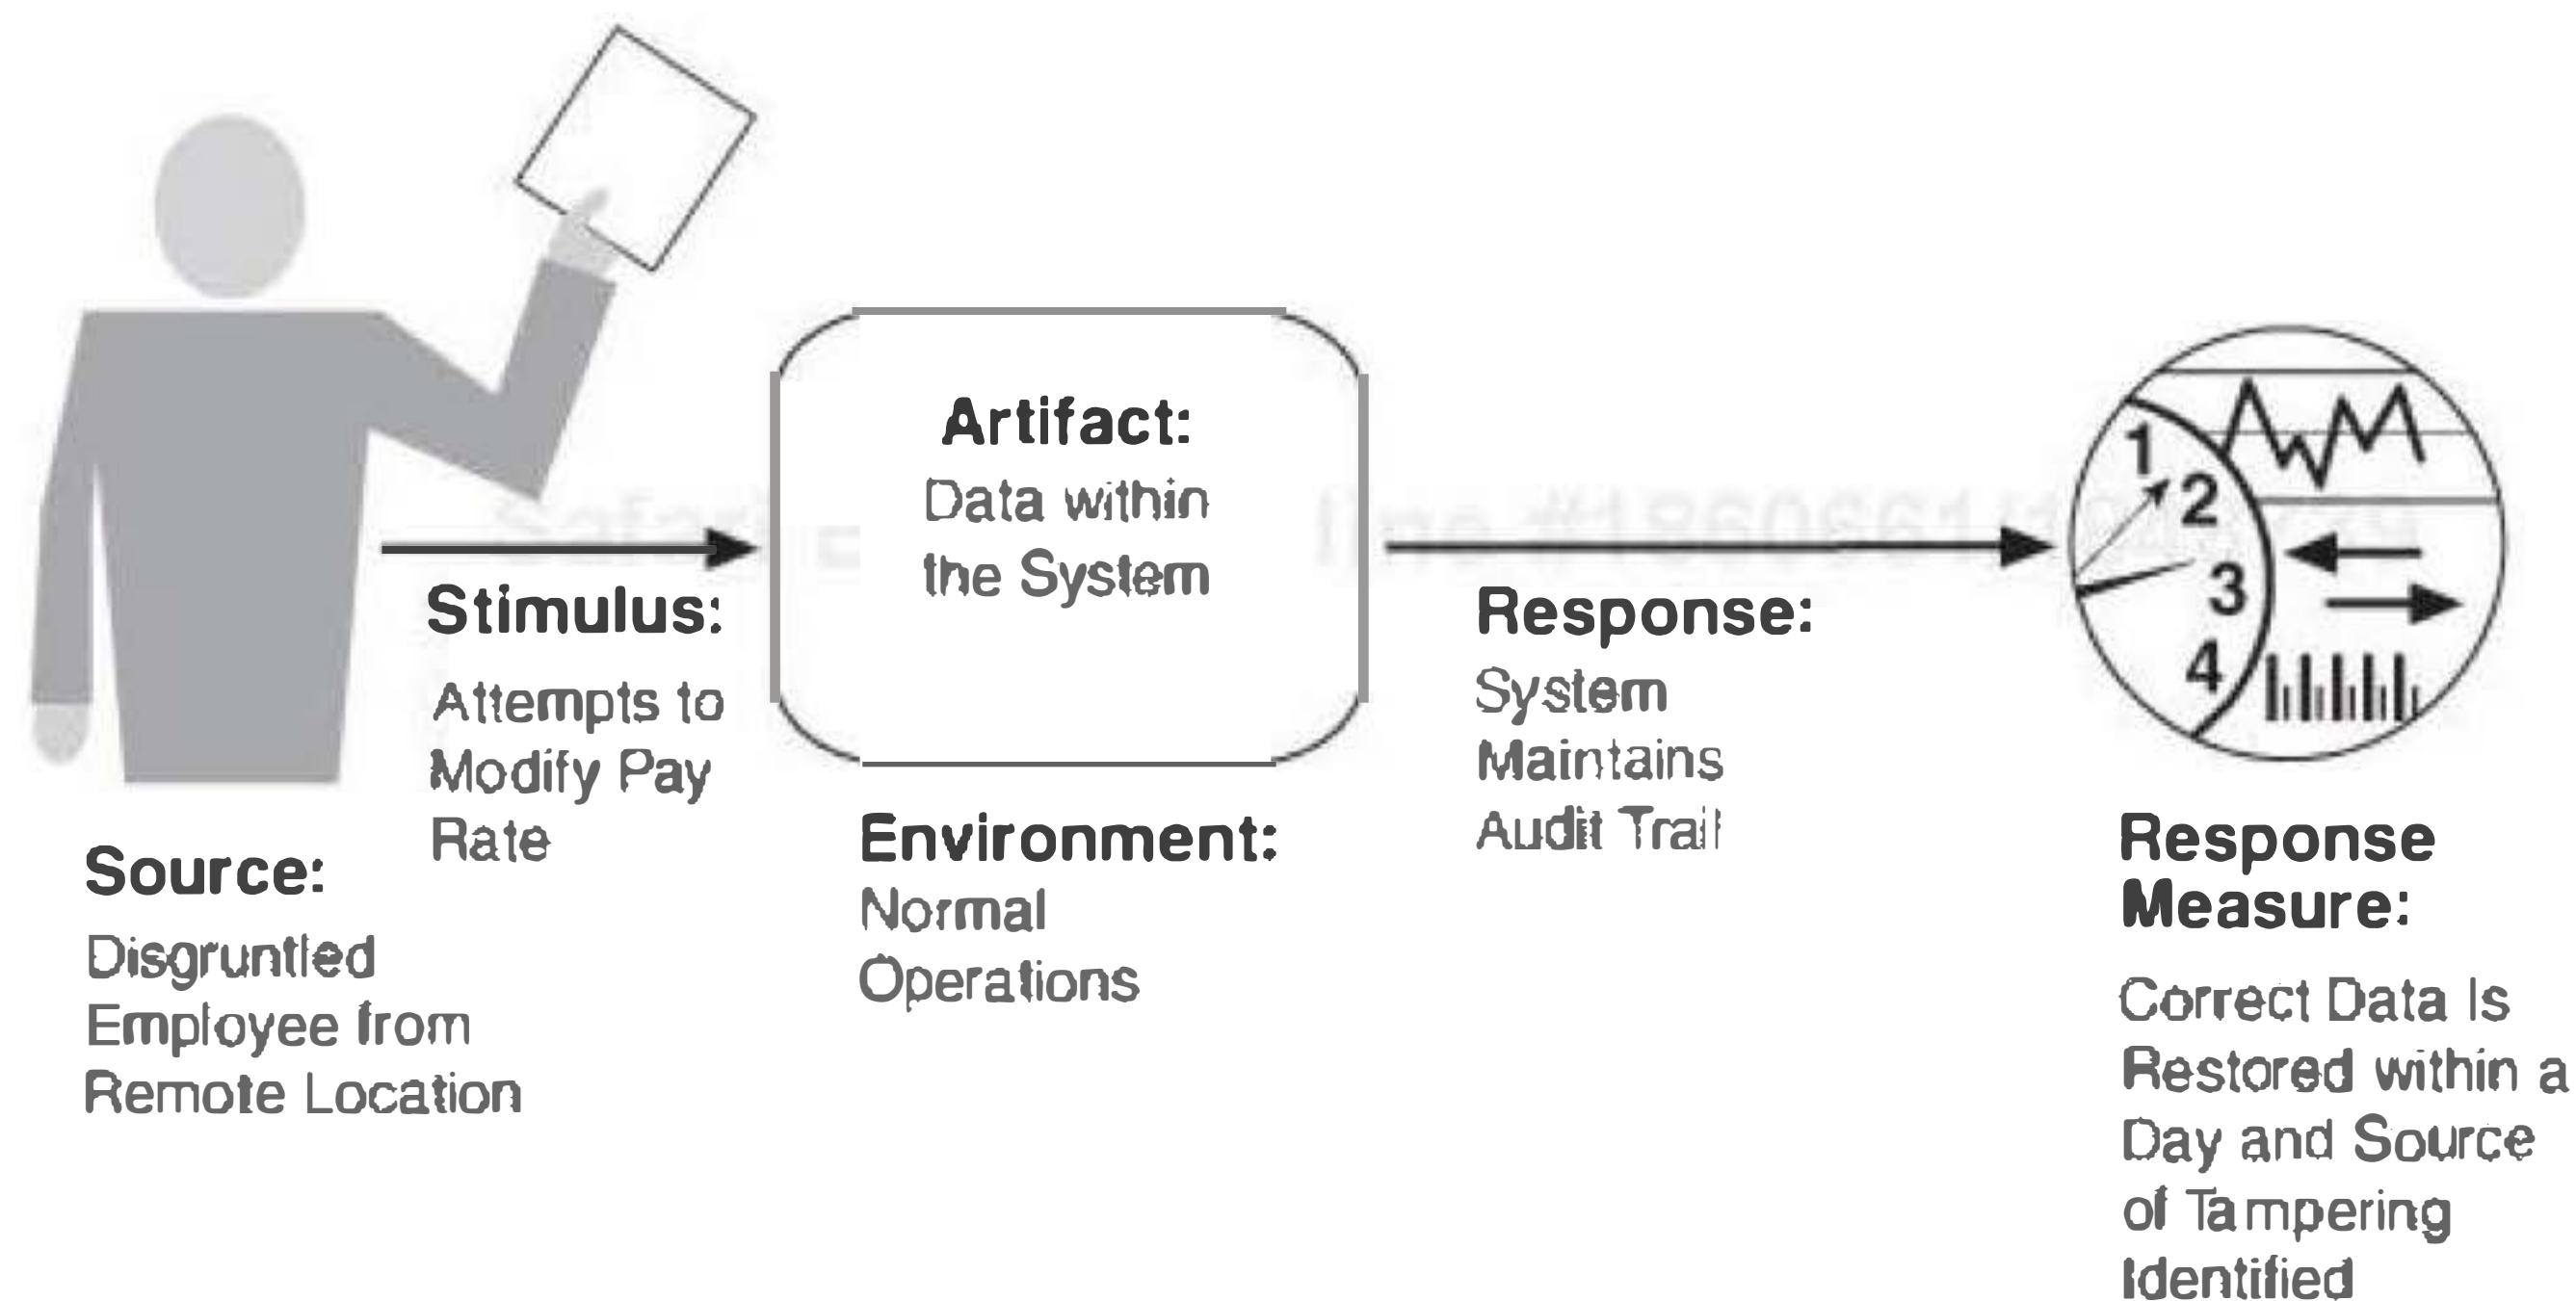 Artifact:
Data within
the System
Stimulus:
Attempts to
Modify Pay
Rate
Source:
Disgruntled
Employee from
Remote Location
Environment:
Normal
Operations
Response:
System
Maintains
Audit Trail
1
2
3
4
Response
Measure:
Correct Data Is
Restored within a
Day and Source
of Tampering
Identified